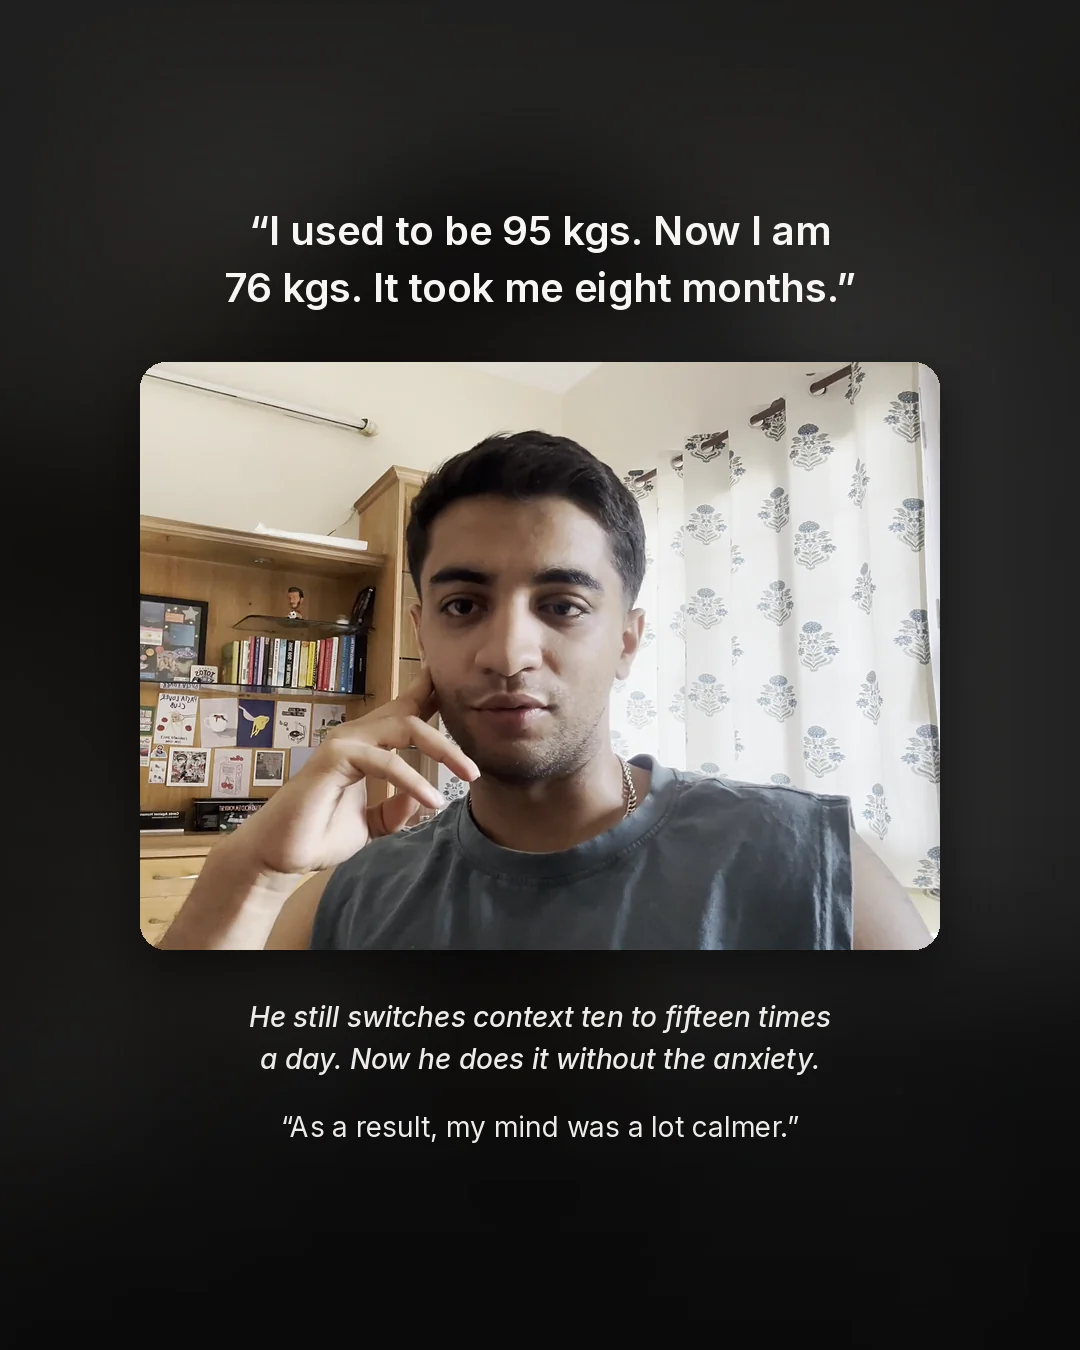 “I used to be 95 kgs. Now I am
76 kgs. It took me eight months.”
He still switches context ten to fifteen times
a day. Now he does it without the anxiety.
“As a result, my mind was a lot calmer.”